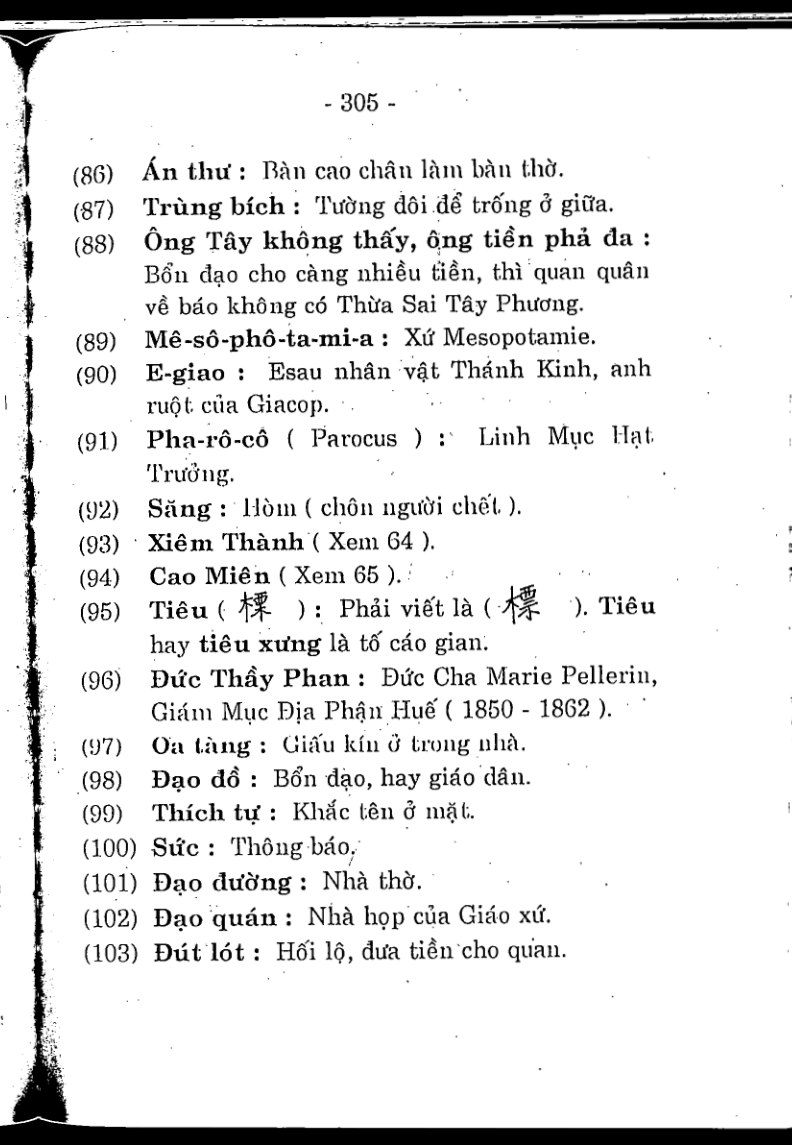 - 305 -
(86) Án thư : Bàn cao chân làm bàn thờ.
(87) Trùng bích : Tường đôi để trống ở giữa.
(88) Ông Tây không thấy, ông tiền phả đa :
Bổn đạo cho càng nhiều tiền, thì quan quân
về báo không có Thừa Sai Tây Phương.
(89) Mê-sô-phô-ta-mi-a : Xứ Mesopotamie.
(90) E-giao : Esau nhân vật Thánh Kinh, anh
ruột của Giacop.
(91) Pha-rô-cô ( Parocus ) : Linh Mục Hạt
Trưởng.
(92) Săng : Hòm ( chôn người chết ).
(93) Xiêm Thành ( Xem 64 ).
(94) Cao Miên ( Xem 65 ).
(95) Tiêu ( ) : Phải viết là ( 標 ). Tiêu
hay tiêu xưng là tố cáo gian.
(96) Đức Thầy Phan : Đức Cha Marie Pellerin,
Giám Mục Địa Phận Huế ( 1850 - 1862 ).
(97) Oa tàng : Giấu kín ở trong nhà.
(98) Đạo đồ : Bổn đạo, hay giáo dân.
(99) Thích tự : Khắc tên ở mặt.
(100) Sức : Thông báo.
(101) Đạo đường : Nhà thờ.
(102) Đạo quán : Nhà họp của Giáo xứ.
(103) Đút lót : Hối lộ, đưa tiền cho quan.